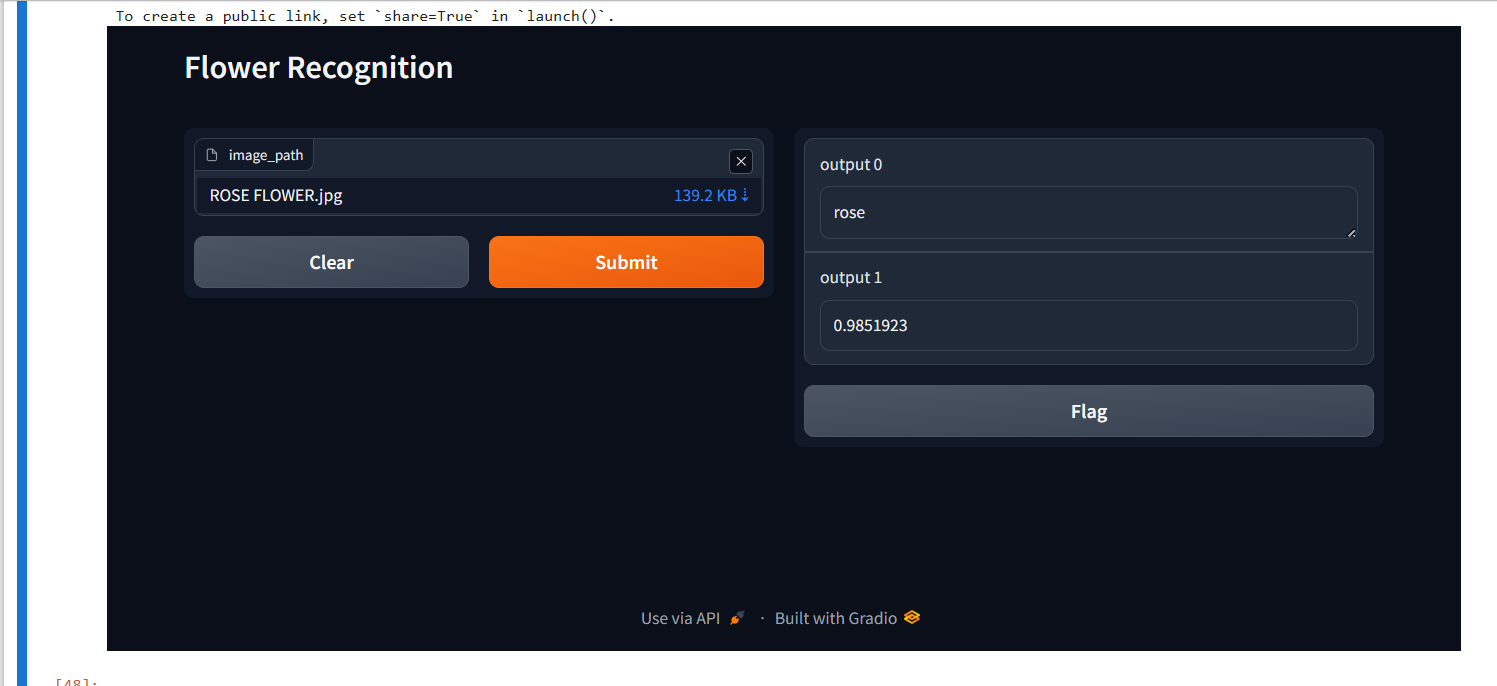 To create a public link, set `share=True` in `launch()`.
Flower Recognition
image_path
ROSE FLOWER.jpg 139.2 KB ⇣
Clear Submit
output 0
rose
output 1
0.9851923
Flag
Use via API 🚀 · Built with Gradio
[48]: